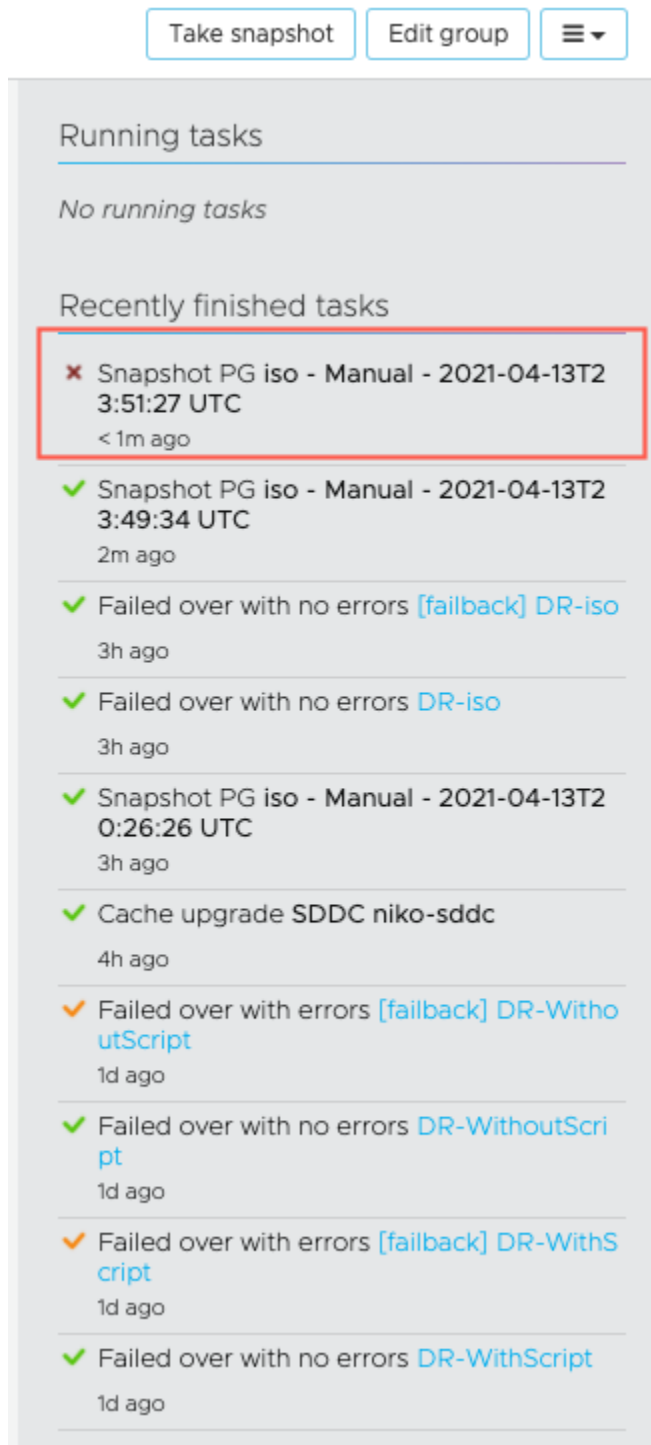 Take snapshot
Edit group
Running tasks
No running tasks
Recently finished tasks
Snapshot PG iso - Manual - 2021-04-13T2
3:51:27 UTC
< 1m ago
Snapshot PG iso - Manual - 2021-04-13T2
3:49:34 UTC
2m ago
Failed over with no errors [failback] DR-iso
3h ago
Failed over with no errors DR-iso
3h ago
Snapshot PG iso - Manual - 2021-04-13T2
0:26:26 UTC
3h ago
Cache upgrade SDDC niko-sddc
4h ago
Failed over with errors [failback] DR-Witho
utScript
1d ago
Failed over with no errors DR-WithoutScri
pt
1d ago
Failed over with errors [failback] DR-WithS
cript
1d ago
Failed over with no errors DR-WithScript
1d ago